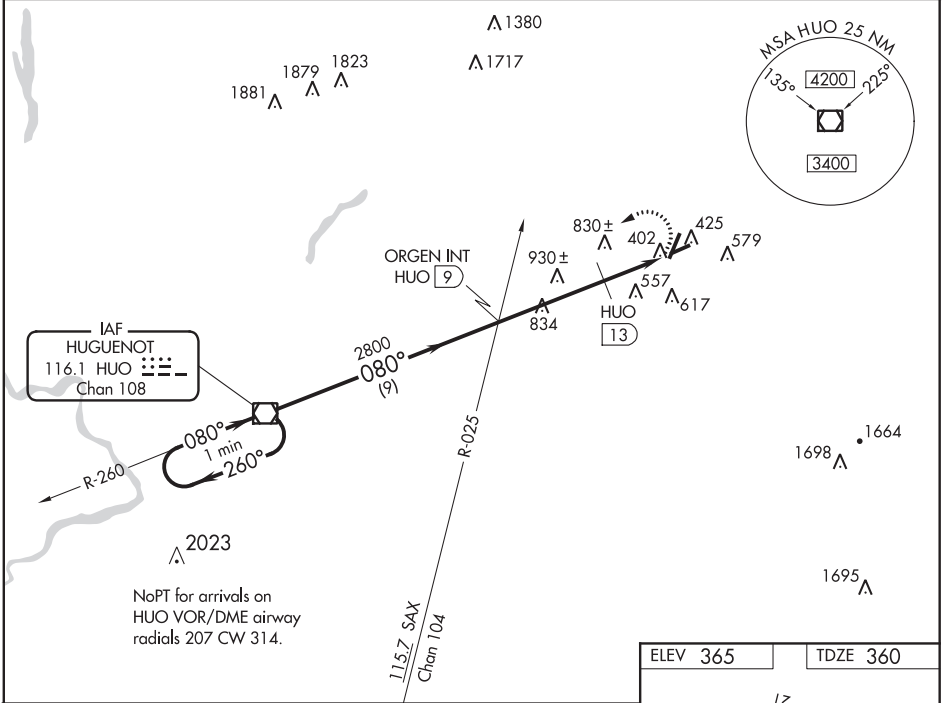 1380
1717
1823
1879
1881
MSA HUO 25 NM
135°
4200
225°
3400
ORGEN INT
HUO 9
930±
830±
402
425
579
557
617
834
HUO
13
IAF
HUGUENOT
116.1 HUO
Chan 108
2800
080°
(9)
080°
1 min
260°
R-260
R-025
1664
1698
1695
2023
NoPT for arrivals on
HUO VOR/DME airway
radials 207 CW 314.
115.7 SAX
Chan 104
ELEV 365
TDZE 360